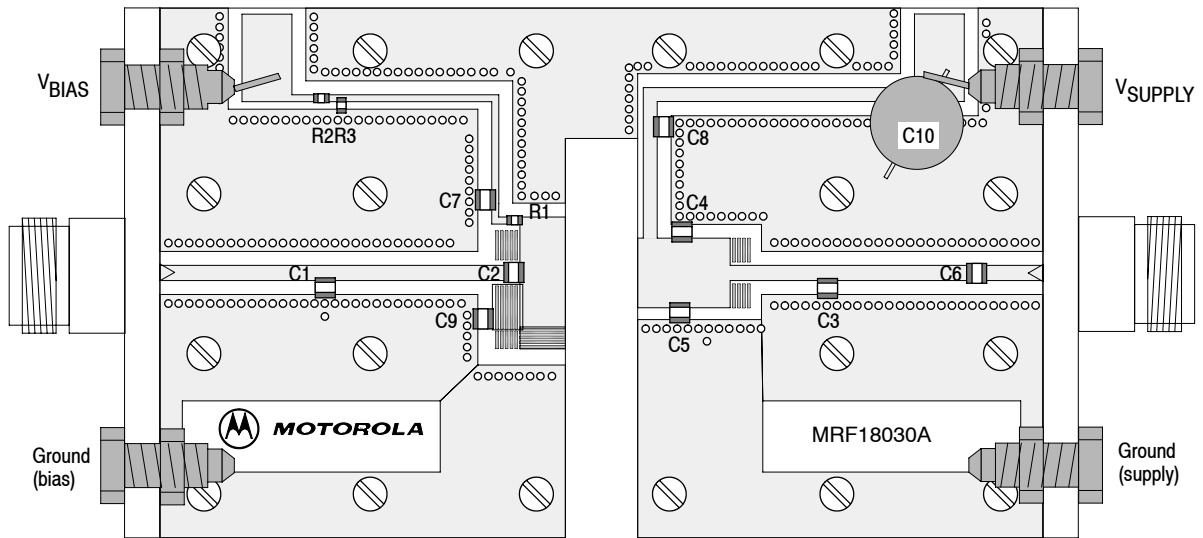 VBIAS
VSUPPLY
R2R3
C8
C10
C7
C4
R1
C1
C2
C6
C9
C3
C5
MOTOROLA
MRF18030A
Ground
(bias)
Ground
(supply)